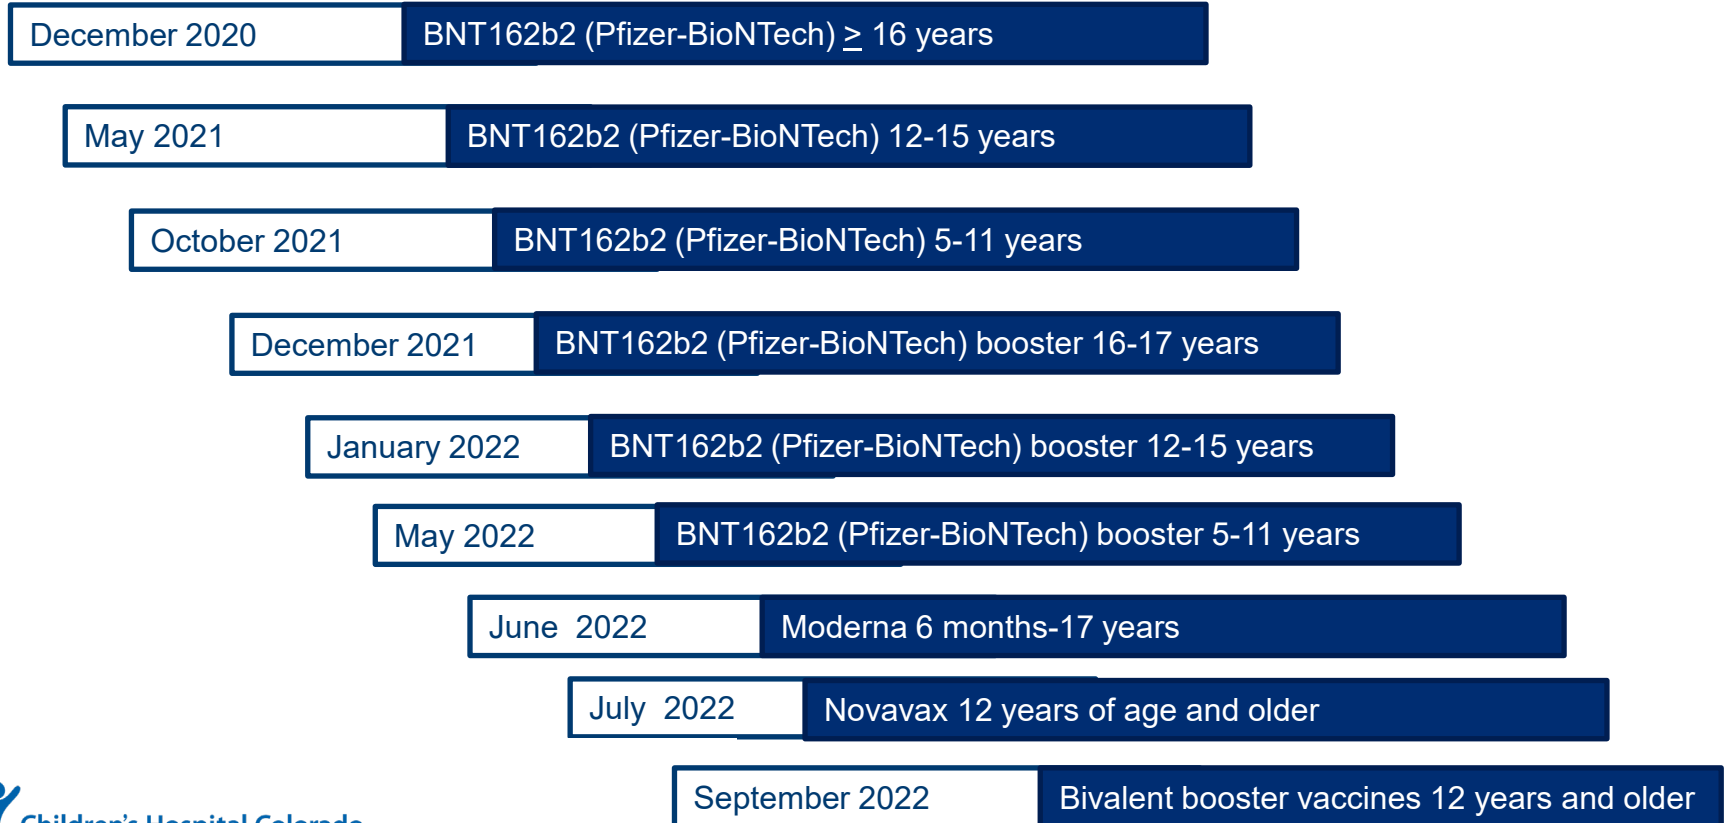 December 2020 BNT162b2 (Pfizer-BioNTech) ≥ 16 years
May 2021 BNT162b2 (Pfizer-BioNTech) 12-15 years
October 2021 BNT162b2 (Pfizer-BioNTech) 5-11 years
December 2021 BNT162b2 (Pfizer-BioNTech) booster 16-17 years
January 2022 BNT162b2 (Pfizer-BioNTech) booster 12-15 years
May 2022 BNT162b2 (Pfizer-BioNTech) booster 5-11 years
June 2022 Moderna 6 months-17 years
July 2022 Novavax 12 years of age and older
September 2022 Bivalent booster vaccines 12 years and older
Children's Hospital Colorado